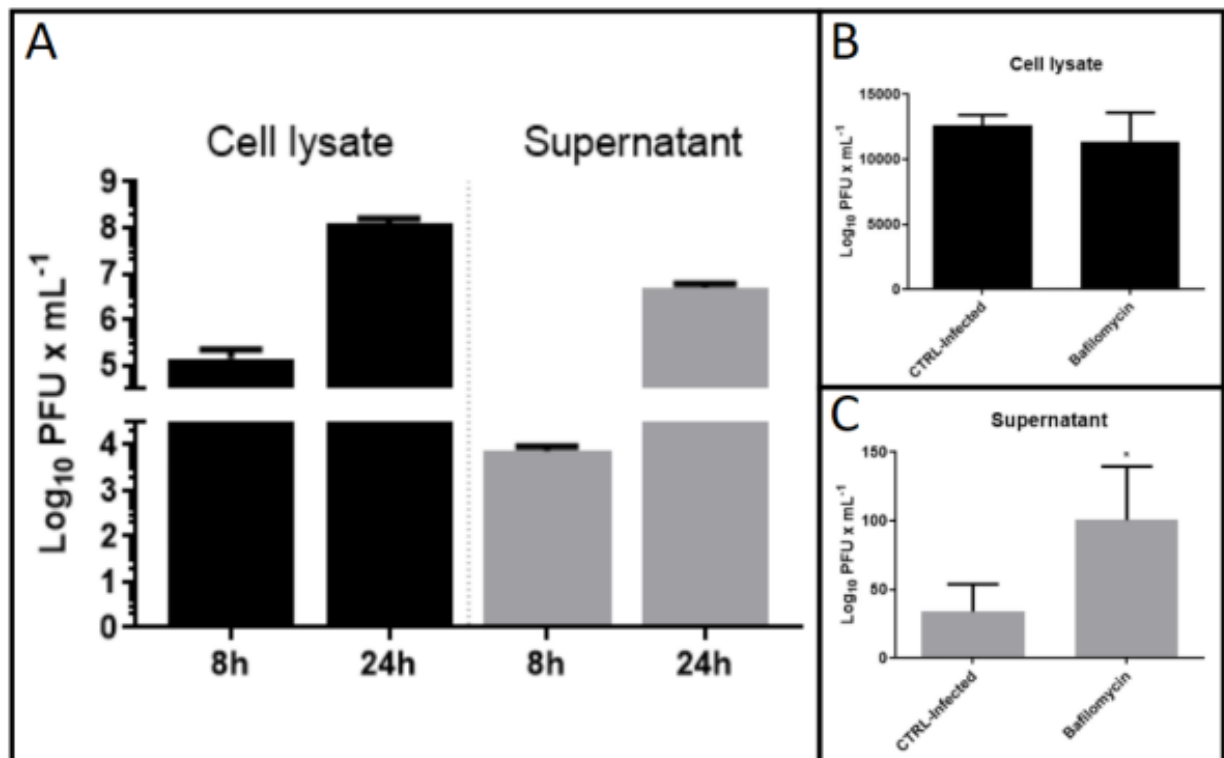 A
Cell lysate Supernatant
Log₁₀ PFU x mL⁻¹
9
8
7
6
5
4
3
2
1
0
8h 24h 8h 24h
B
Cell lysate
Log₁₀ PFU x mL⁻¹
15000
10000
5000
0
CTRL-Infected
Bafilomycin
C
Supernatant
Log₁₀ PFU x mL⁻¹
150
100
50
0
*
CTRL-Infected
Bafilomycin